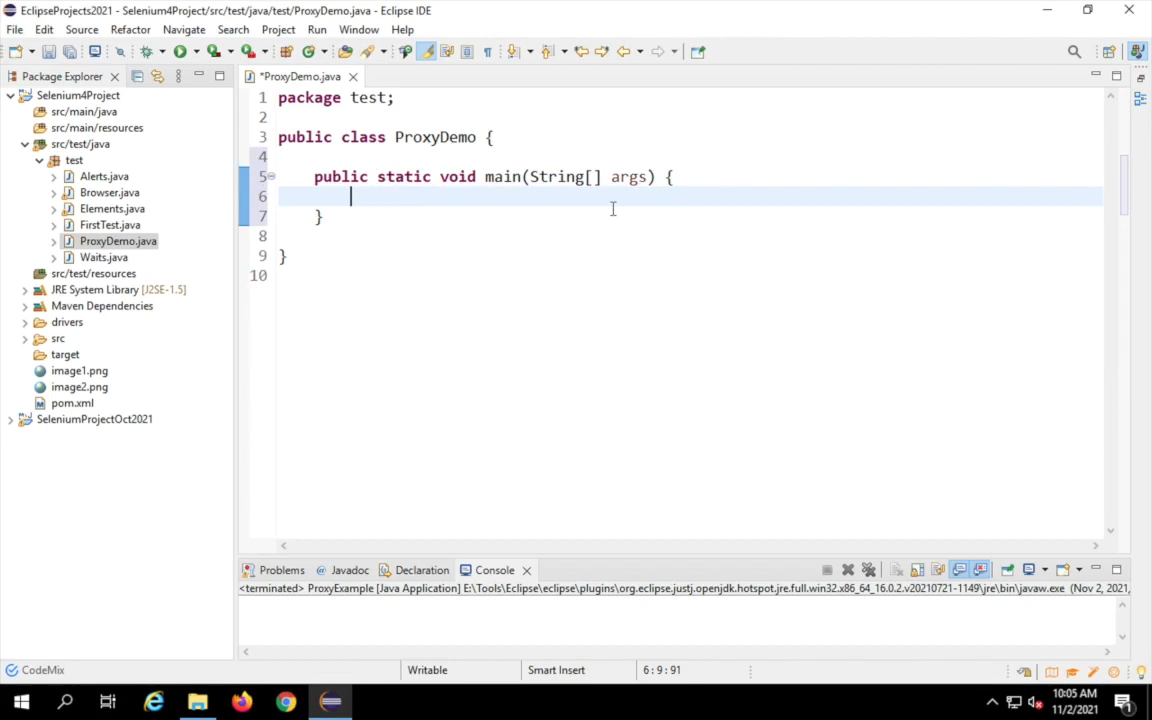 EclipseProjects2021 - Selenium4Project/src/test/java/test/ProxyDemo.java - Eclipse IDE
File Edit Source Refactor Navigate Search Project Run Window Help
Package Explorer
*ProxyDemo.java
Selenium4Project
src/main/java
src/main/resources
src/test/java
test
Alerts.java
Browser.java
Elements.java
FirstTest.java
ProxyDemo.java
Waits.java
src/test/resources
JRE System Library [J2SE-1.5]
Maven Dependencies
drivers
src
target
image1.png
image2.png
pom.xml
SeleniumProjectOct2021
1 package test;
2
3 public class ProxyDemo {
4
5 public static void main(String[] args) {
6
7 }
8
9 }
10
Problems @ Javadoc Declaration Console
<terminated> ProxyExample [Java Application] E:\Tools\Eclipse\eclipse\plugins\org.eclipse.justj.openjdk.hotspot.jre.full.win32.x86_64_16.0.2.v20210721-1149\jre\bin\javaw.exe (Nov 2, 2021,
CodeMix Writable Smart Insert 6 : 9 : 91
10:05 AM
11/2/2021
1